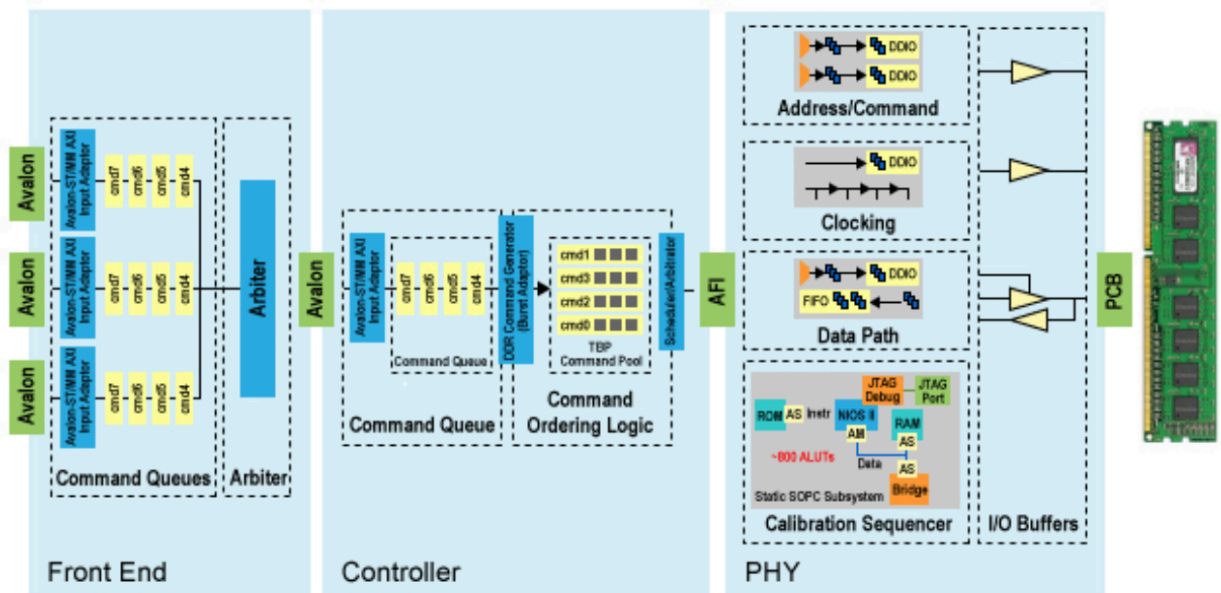 Avalon
Avalon
Avalon
Avalon-ST/MM AXI
Input Adaptor
cmd7
cmd6
cmd5
cmd4
Avalon-ST/MM AXI
Input Adaptor
cmd7
cmd6
cmd5
cmd4
Avalon-ST/MM AXI
Input Adaptor
cmd7
cmd6
cmd5
cmd4
Command Queues
Arbiter
Arbiter
Front End
Avalon
Avalon-ST/MM AXI
Input Adaptor
cmd7
cmd6
cmd5
cmd4
Command Queue
Command Queue
DDR Command Generator
(Burst Adaptor)
cmd1
cmd3
cmd2
cmd0
TBP
Command Pool
Command
Ordering Logic
Scheduler/Arbitrator
Controller
AFI
DDIO
DDIO
Address/Command
DDIO
Clocking
DDIO
FIFO
Data Path
JTAG
Debug
JTAG
Port
ROM
AS
Instr
NIOS II
RAM
AM
AS
~800 ALUTs
Data
AS
Bridge
Static SOPC Subsystem
Calibration Sequencer
I/O Buffers
PHY
PCB